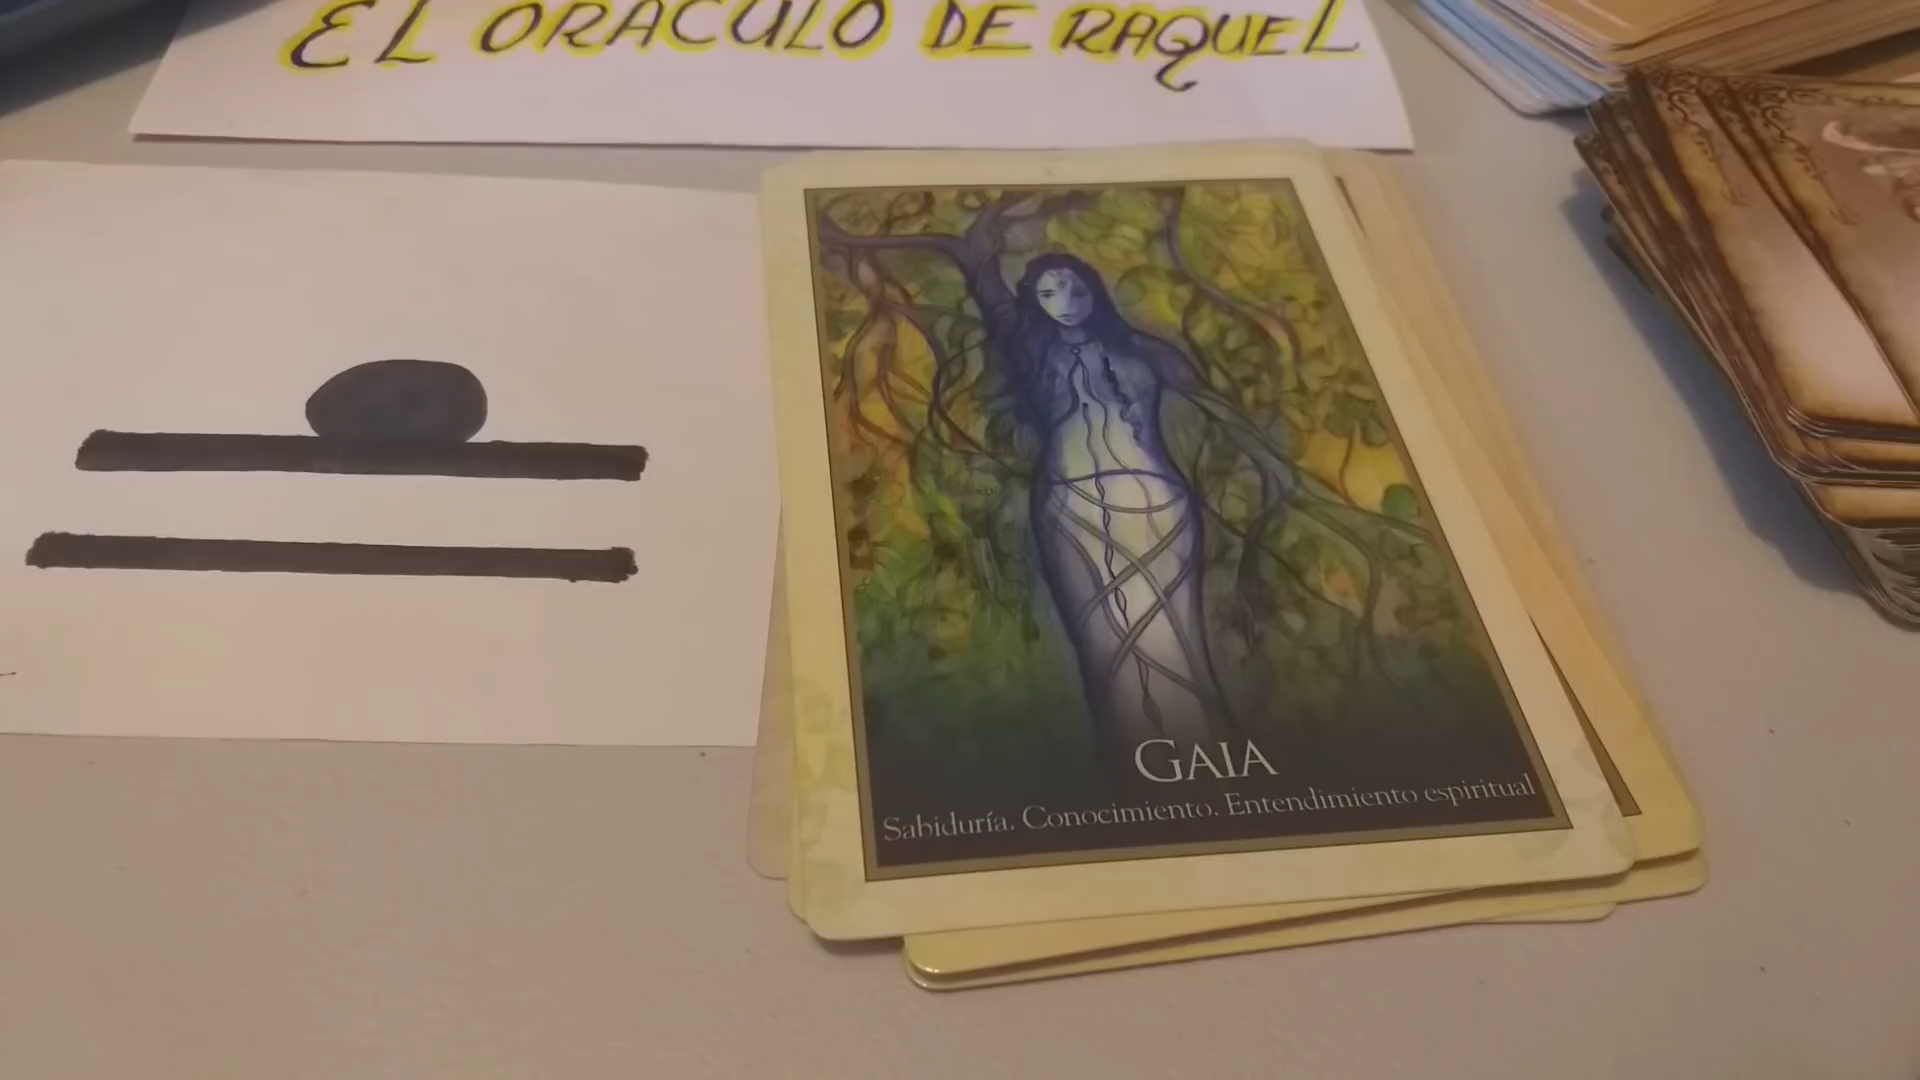 EL ORACULO DE RAQUEL
GAIA
Sabiduría. Conocimiento. Entendimiento espiritual